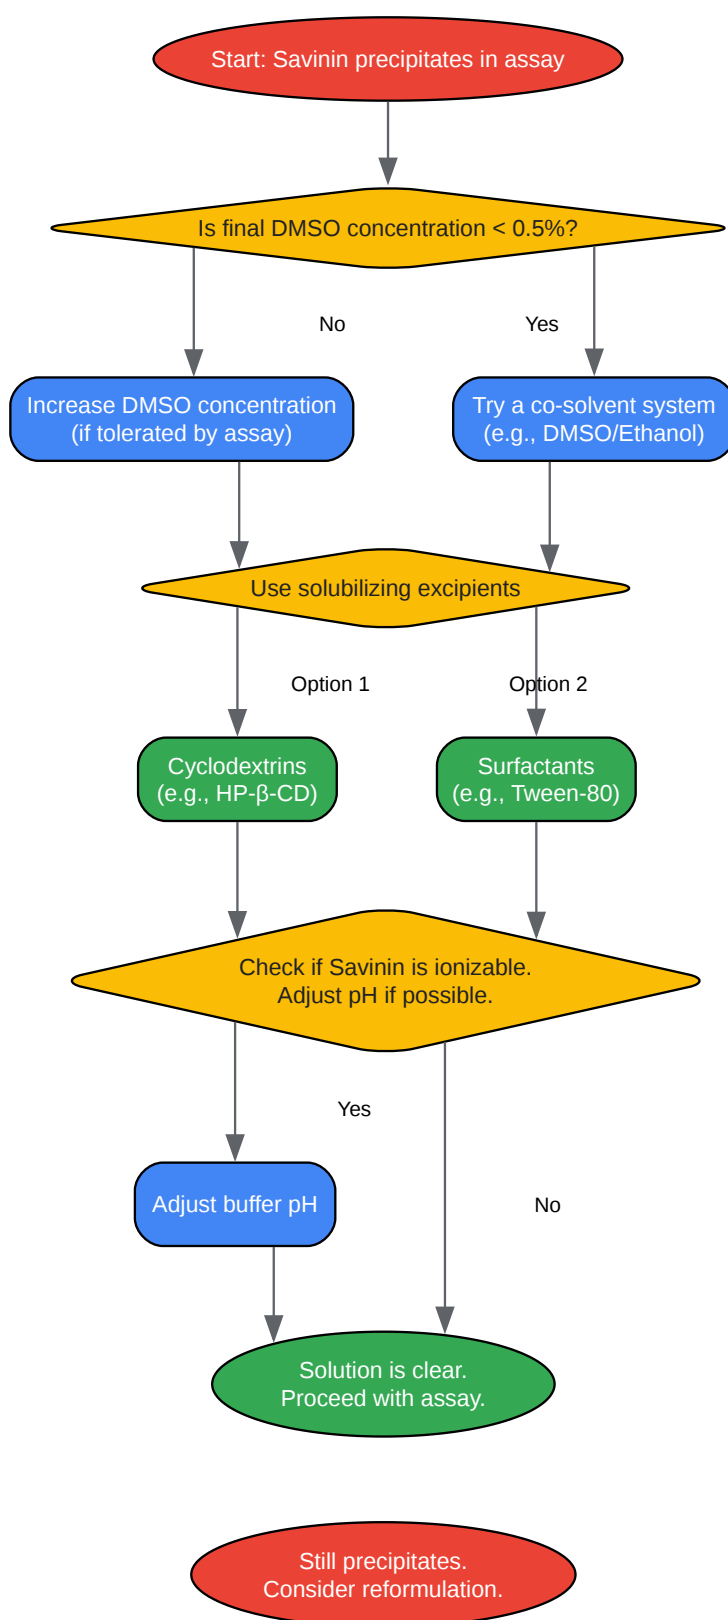 Start: Savinin precipitates in assay
Is final DMSO concentration < 0.5%?
No
Yes
Increase DMSO concentration
(if tolerated by assay)
Try a co-solvent system
(e.g., DMSO/Ethanol)
Use solubilizing excipients
Option 1
Option 2
Cyclodextrins
(e.g., HP-β-CD)
Surfactants
(e.g., Tween-80)
Check if Savinin is ionizable.
Adjust pH if possible.
Yes
Adjust buffer pH
No
Solution is clear.
Proceed with assay.
Still precipitates.
Consider reformulation.